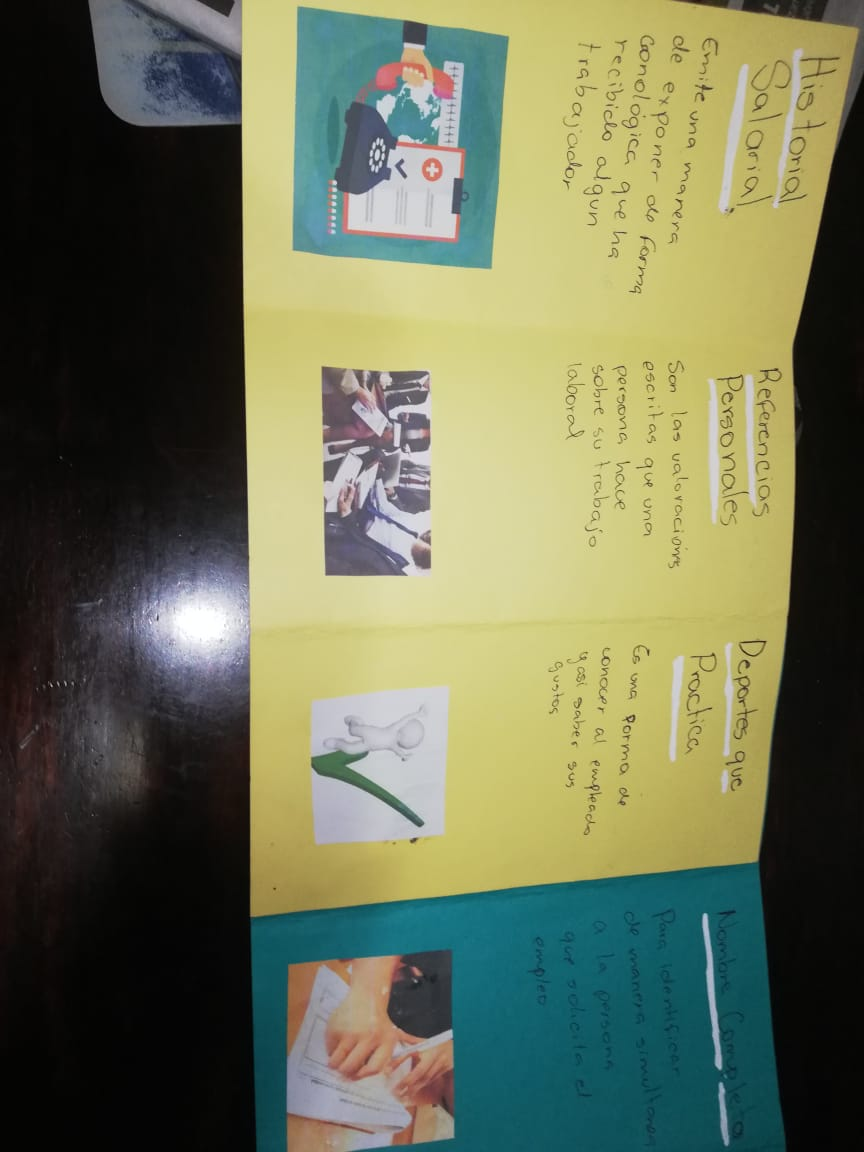 Historial
Salarial
Emite una manera
de exponer de forma
conologica que ha
recibido algun
trabajador
Referencias
Personales
Son las valoracions
escritas que una
persona hace
sobre su trabajo
laboral
Deportes que
Practica
Es una forma de
conocer al empleado
y asi saber sus
gustos
Nombre Completo
Para identificar
de manera simultanea
a la persona
que solicita el
empleo